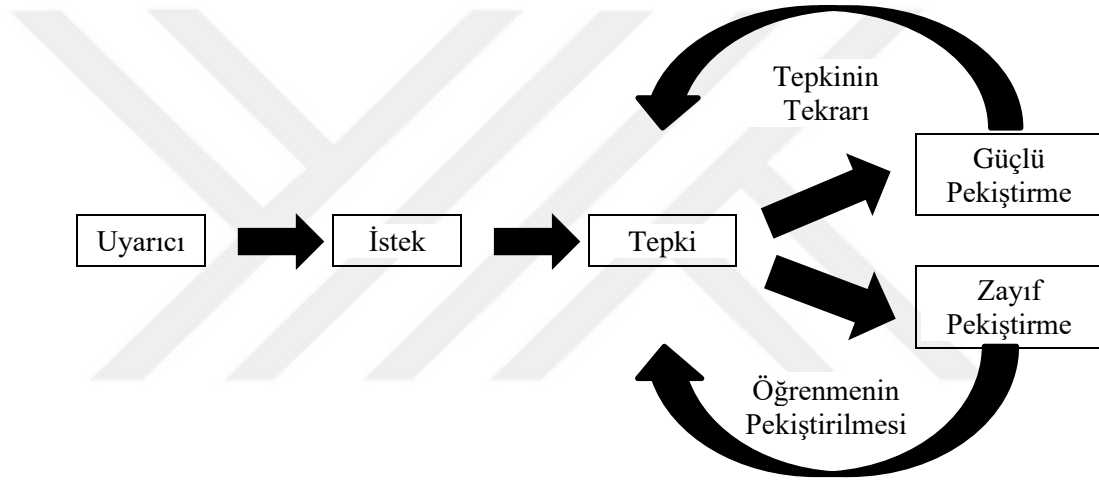 Tepkinin
Tekrarı
Güçlü
Pekiştirme
Uyarıcı
İstek
Tepki
Zayıf
Pekiştirme
Öğrenmenin
Pekiştirilmesi